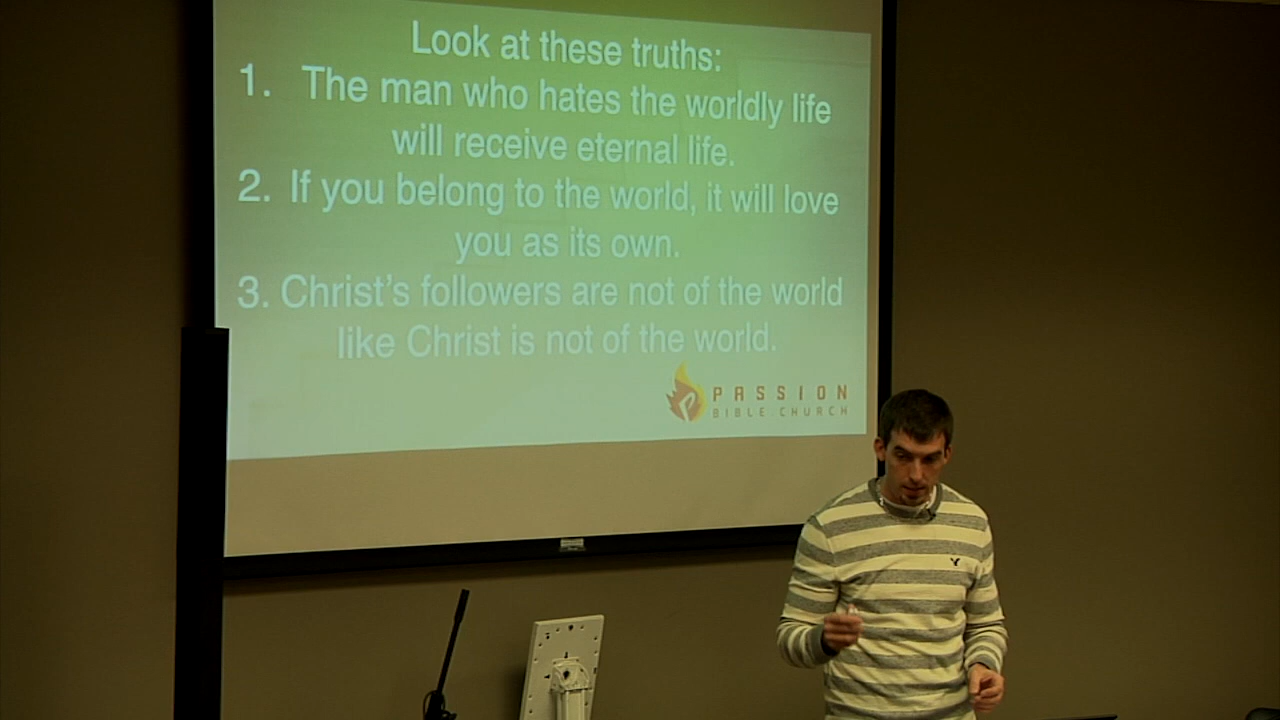 Look at these truths:
1. The man who hates the worldly life
will receive eternal life.
2. If you belong to the world, it will love
you as its own.
3. Christ's followers are not of the world
like Christ is not of the world.
PASSION
BIBLE:CHURCH